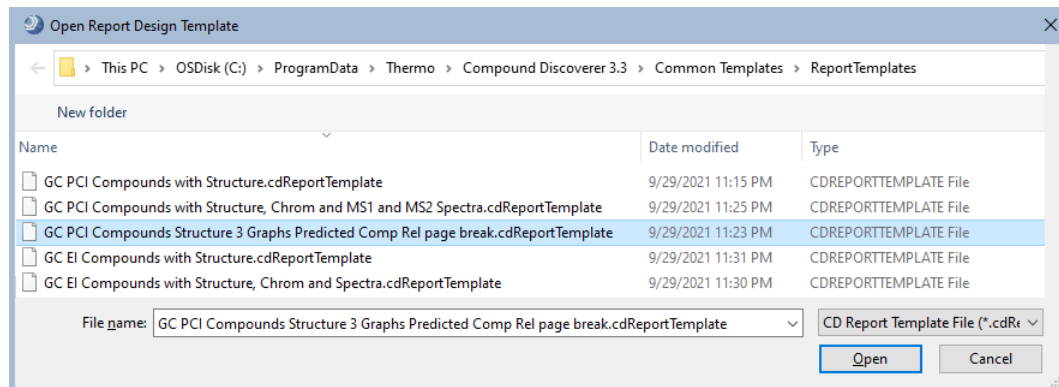 Open Report Design Template
This PC > OSDisk (C:) > ProgramData > Thermo > Compound Discoverer 3.3 > Common Templates > ReportTemplates
New folder
Name Date modified Type
GC PCI Compounds with Structure.cdReportTemplate 9/29/2021 11:15 PM CDREPORTTEMPLATE File
GC PCI Compounds with Structure, Chrom and MS1 and MS2 Spectra.cdReportTemplate 9/29/2021 11:25 PM CDREPORTTEMPLATE File
GC PCI Compounds Structure 3 Graphs Predicted Comp Rel page break.cdReportTemplate 9/29/2021 11:23 PM CDREPORTTEMPLATE File
GC EI Compounds with Structure.cdReportTemplate 9/29/2021 11:31 PM CDREPORTTEMPLATE File
GC EI Compounds with Structure, Chrom and Spectra.cdReportTemplate 9/29/2021 11:30 PM CDREPORTTEMPLATE File
File name: GC PCI Compounds Structure 3 Graphs Predicted Comp Rel page break.cdReportTemplate CD Report Template File (*.cdRe
Open Cancel